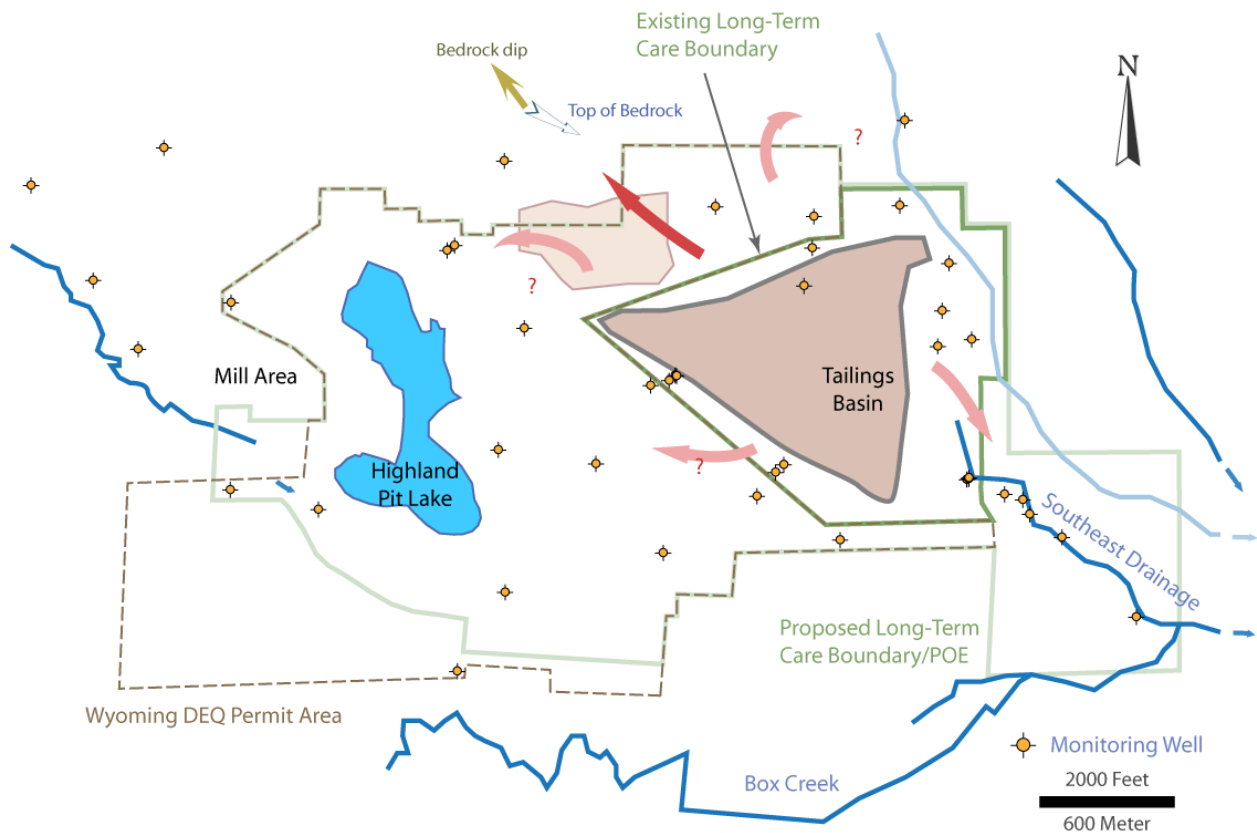 Existing Long-Term
Care Boundary
Bedrock dip
Top of Bedrock
N
?
?
Mill Area
Tailings
Basin
Highland
Pit Lake
?
Southeast Drainage
Proposed Long-Term
Care Boundary/POE
Wyoming DEQ Permit Area
Monitoring Well
Box Creek
2000 Feet
600 Meter